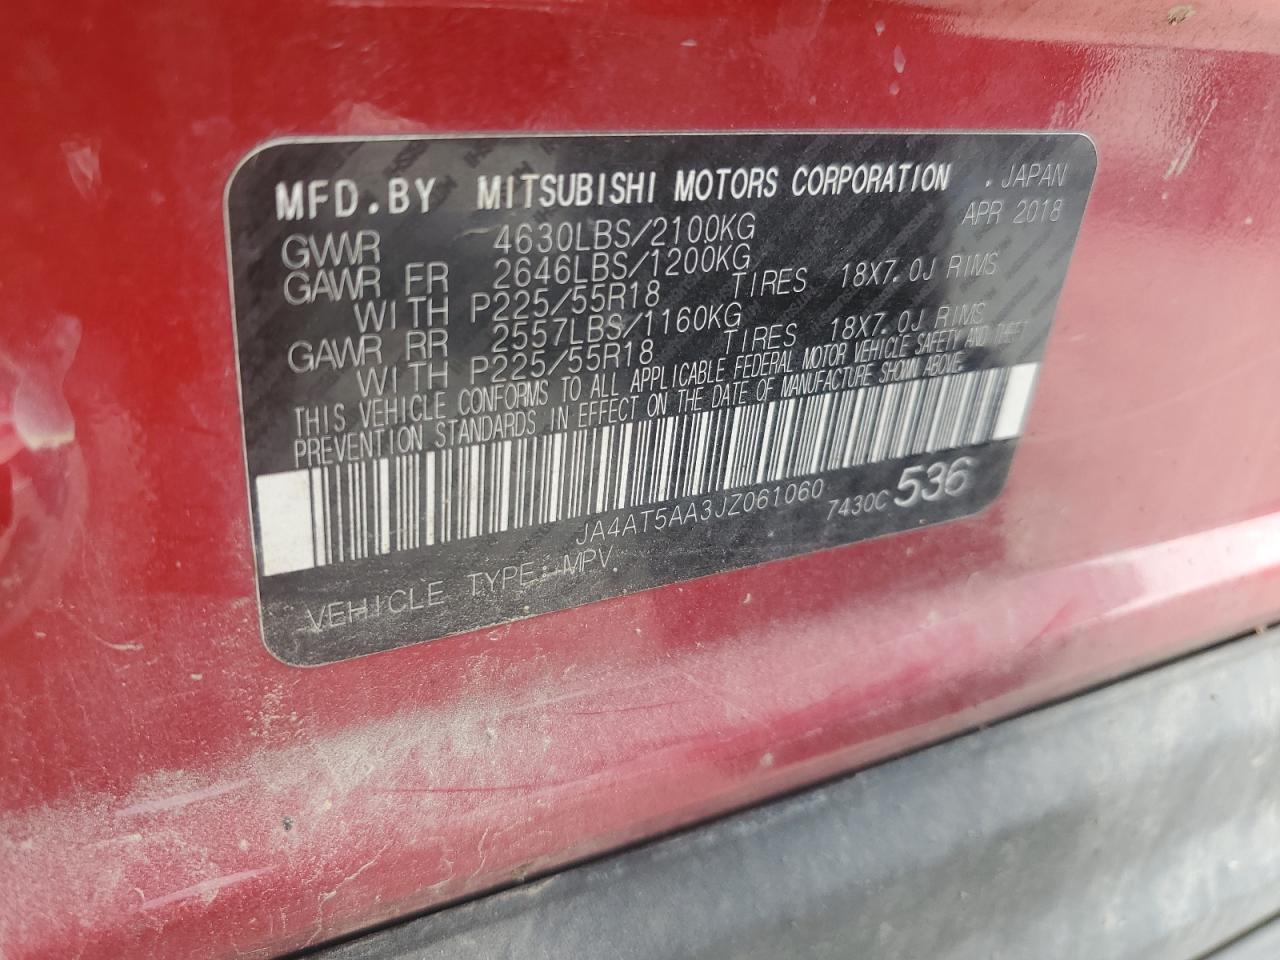 MFD.BY MITSUBISHI MOTORS CORPORATION . JAPAN
APR 2018
GVWR 4630LBS/2100KG
GAWR FR 2646LBS/1200KG
WITH P225/55R18 TIRES 18X7.0J RIMS
GAWR RR 2557LBS/1160KG
WITH P225/55R18 TIRES 18X7.0J RIMS
THIS VEHICLE CONFORMS TO ALL APPLICABLE FEDERAL MOTOR VEHICLE SAFETY AND THEFT
PREVENTION STANDARDS IN EFFECT ON THE DATE OF MANUFACTURE SHOWN ABOVE
JA4AT5AA3JZ061060 7430C 536
VEHICLE TYPE:MPV